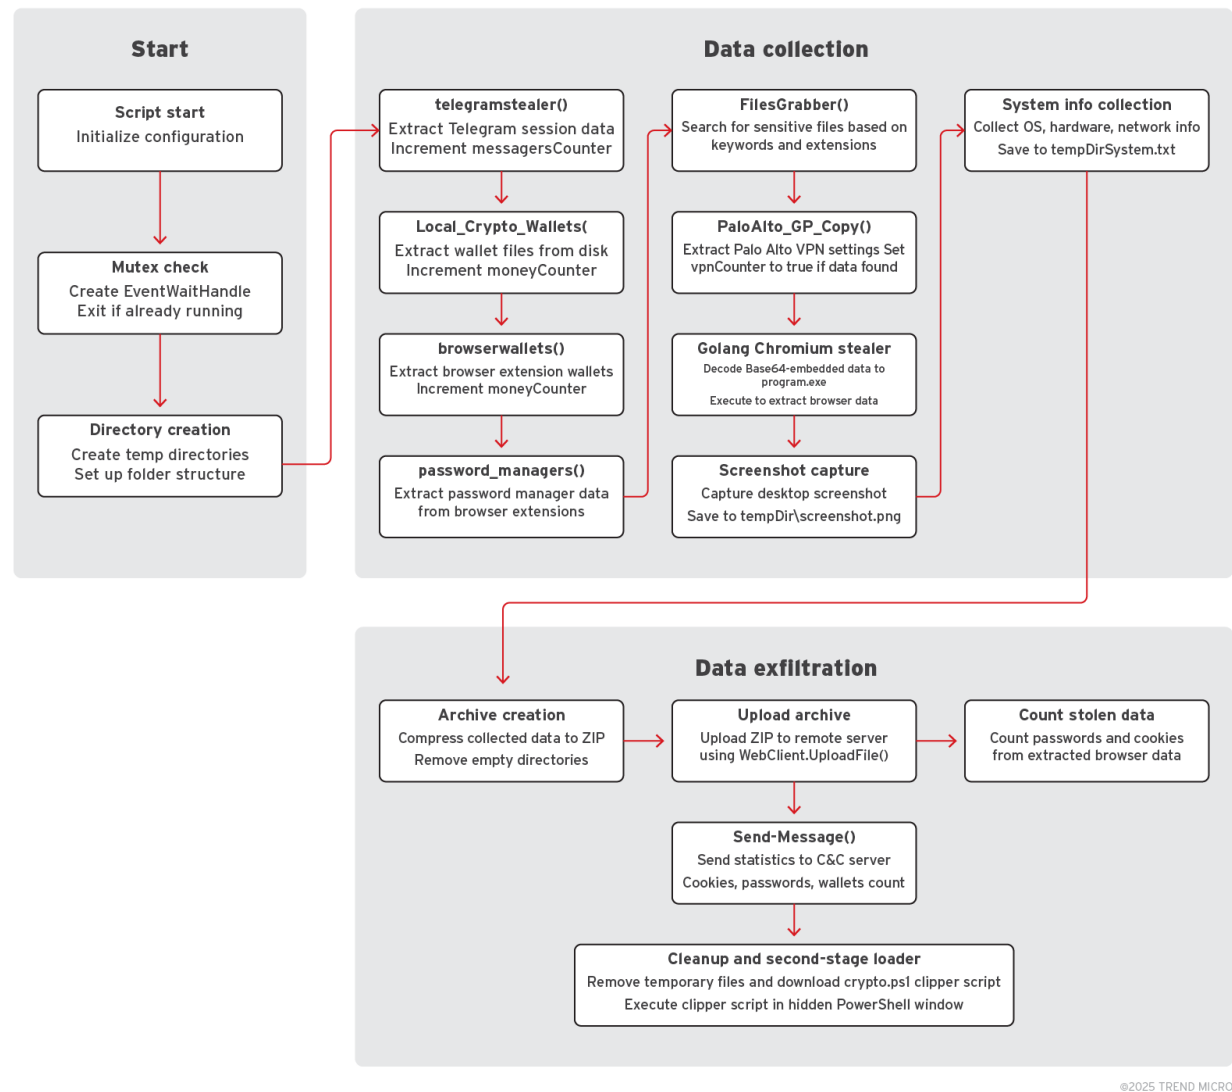 Start
Script start
Initialize configuration
Mutex check
Create EventWaitHandle
Exit if already running
Directory creation
Create temp directories
Set up folder structure
Data collection
telegramstealer()
Extract Telegram session data
Increment messagersCounter
Local_Crypto_Wallets(
Extract wallet files from disk
Increment moneyCounter
browserwallets()
Extract browser extension wallets
Increment moneyCounter
password_managers()
Extract password manager data
from browser extensions
FilesGrabber()
Search for sensitive files based on
keywords and extensions
PaloAlto_GP_Copy()
Extract Palo Alto VPN settings Set
vpnCounter to true if data found
Golang Chromium stealer
Decode Base64-embedded data to
program.exe
Execute to extract browser data
Screenshot capture
Capture desktop screenshot
Save to tempDir\screenshot.png
System info collection
Collect OS, hardware, network info
Save to tempDirSystem.txt
Data exfiltration
Archive creation
Compress collected data to ZIP
Remove empty directories
Upload archive
Upload ZIP to remote server
using WebClient.UploadFile()
Count stolen data
Count passwords and cookies
from extracted browser data
Send-Message()
Send statistics to C&C server
Cookies, passwords, wallets count
Cleanup and second-stage loader
Remove temporary files and download crypto.ps1 clipper script
Execute clipper script in hidden PowerShell window
©2025 TREND MICRO